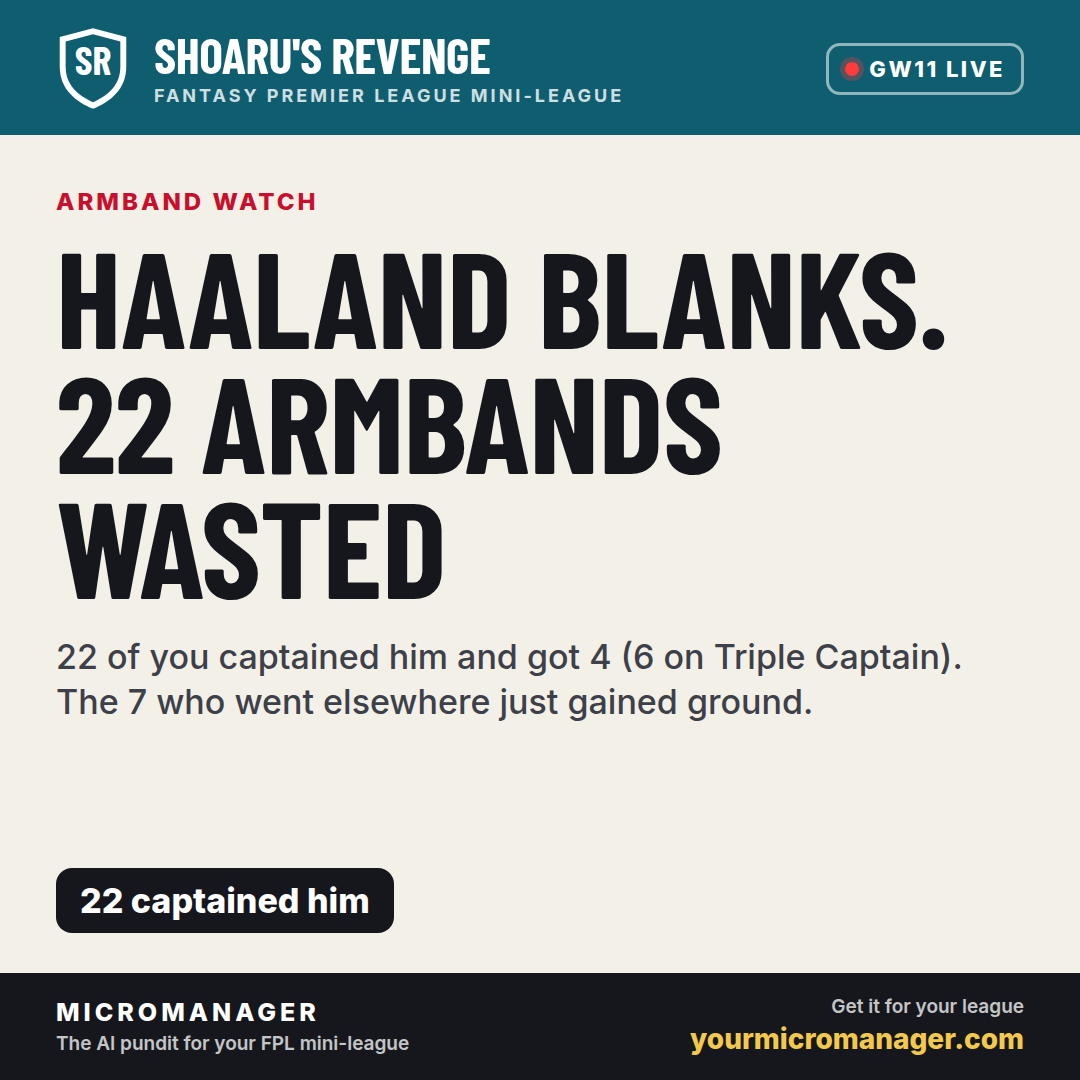 SR
SHOARU'S REVENGE
FANTASY PREMIER LEAGUE MINI-LEAGUE
GW11 LIVE
ARMBAND WATCH
HAALAND BLANKS.
22 ARMBANDS
WASTED
22 of you captained him and got 4 (6 on Triple Captain).
The 7 who went elsewhere just gained ground.
22 captained him
MICROMANAGER
The AI pundit for your FPL mini-league
Get it for your league
yourmicromanager.com